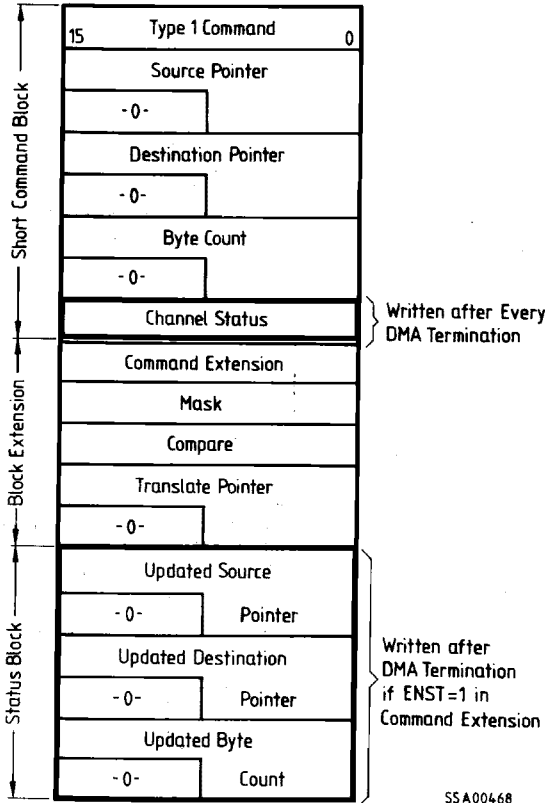 Type 1 Command
15 0
Source Pointer
-0-
Destination Pointer
-0-
Byte Count
-0-
Channel Status
Command Extension
Mask
Compare
Translate Pointer
-0-
Updated Source
-0- Pointer
Updated Destination
-0- Pointer
Updated Byte
-0- Count
Short Command Block
Block Extension
Status Block
Written after Every
DMA Termination
Written after
DMA Termination
if ENST=1 in
Command Extension
SSA00468